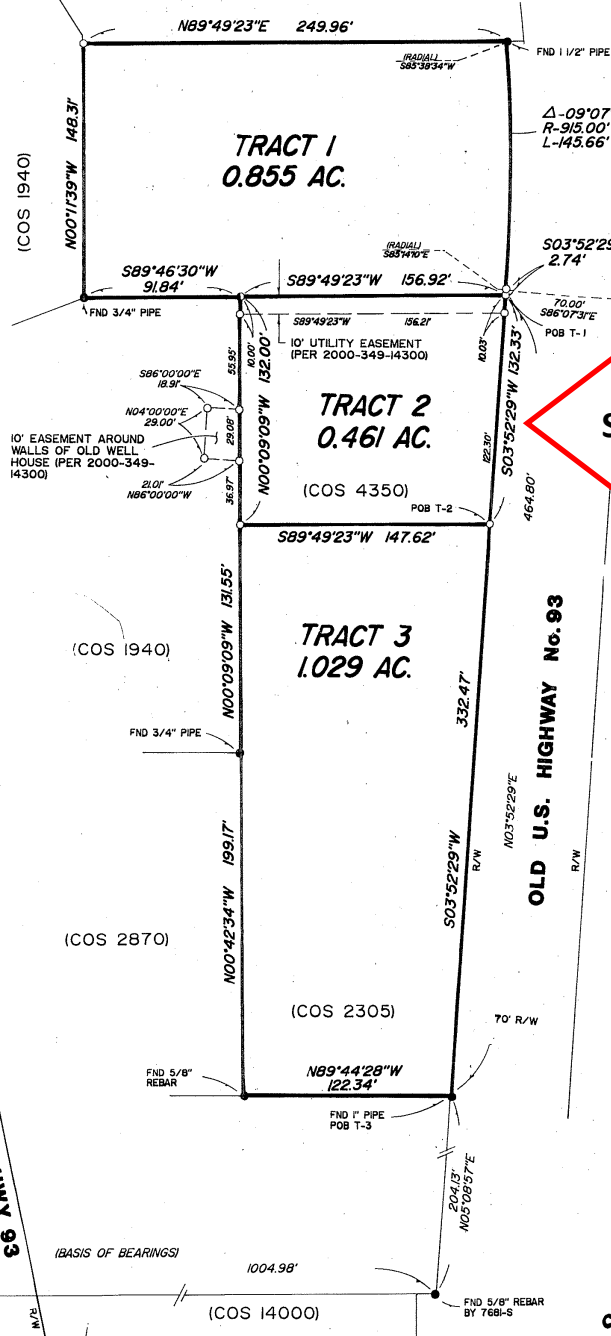 N89°49'23"E 249.96'
FND 1 1/2" PIPE
(RADIAL)
S85°38'34"W
Δ-09°07'
R-915.00'
L-145.66'
TRACT 1
0.855 AC.
N00°11'39"W 148.31'
(COS 1940)
(RADIAL)
S83°14'10"E
S03°52'29
2.74'
S89°46'30"W
91.84'
S89°49'23"W 156.92'
70.00'
S86°07'31"E
FND 3/4" PIPE
POB T-1
S89°49'23"W 156.21'
10' UTILITY EASEMENT
(PER 2000-349-14300)
55.95'
10.00'
10.03'
N00°09'09"W 132.00'
S03°52'29"W 132.33'
S86°00'00"E
18.91'
N04°00'00"E
29.00'
29.08'
TRACT 2
0.461 AC.
10' EASEMENT AROUND
WALLS OF OLD WELL
HOUSE (PER 2000-349-
14300)
21.01'
N86°00'00"W
36.97'
122.30'
464.80'
(COS 4350)
POB T-2
S89°49'23"W 147.62'
N00°09'09"W 131.55'
TRACT 3
1.029 AC.
(COS 1940)
FND 3/4" PIPE
332.47'
S03°52'29"W
R/W
N03°52'29"E
OLD U.S. HIGHWAY No. 93
R/W
N00°42'34"W 199.17'
(COS 2870)
(COS 2305)
70' R/W
FND 5/8"
REBAR
N89°44'28"W
122.34'
FND 1" PIPE
POB T-3
204.13'
N05°08'57"E
HWY 93
(BASIS OF BEARINGS)
1004.98'
R/W
(COS 14000)
FND 5/8" REBAR
BY 7681-S